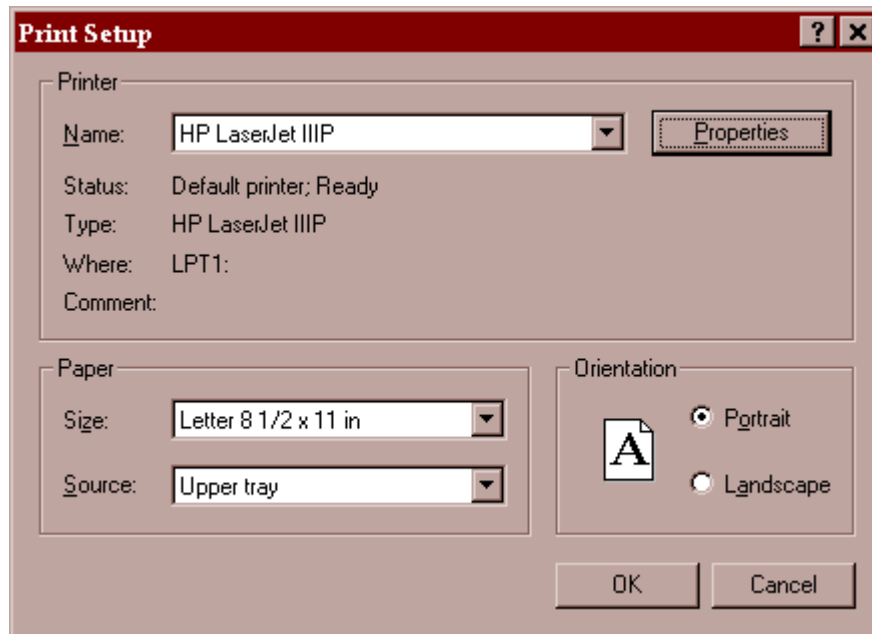 Print Setup
Printer
Name: HP LaserJet IIIP Properties
Status: Default printer; Ready
Type: HP LaserJet IIIP
Where: LPT1:
Comment:
Paper
Size: Letter 8 1/2 x 11 in
Source: Upper tray
Orientation
A
Portrait
Landscape
OK Cancel